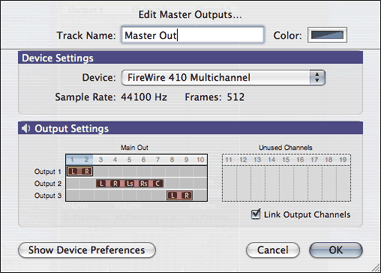 Edit Master Outputs...
Track Name: Master Out Color:
Device Settings
Device: FireWire 410 Multichannel
Sample Rate: 44100 Hz Frames: 512
Output Settings
Main Out Unused Channels
1 2 3 4 5 6 7 8 9 10 11 12 13 14 15 16 17 18 19
Output 1 L R
Output 2 L R Ls Rs C
Output 3 L R
Link Output Channels
Show Device Preferences Cancel OK